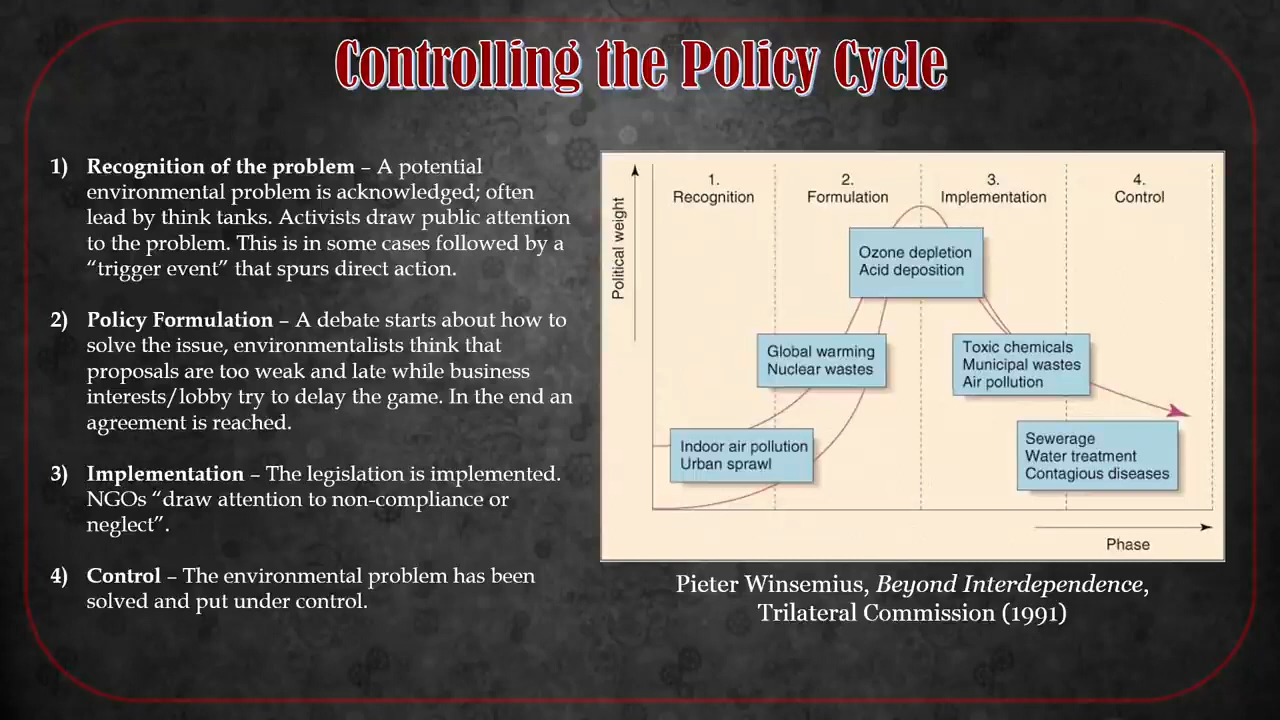 Controlling the Policy Cycle
1) Recognition of the problem – A potential
environmental problem is acknowledged; often
lead by think tanks. Activists draw public attention
to the problem. This is in some cases followed by a
“trigger event” that spurs direct action.
2) Policy Formulation – A debate starts about how to
solve the issue, environmentalists think that
proposals are too weak and late while business
interests/lobby try to delay the game. In the end an
agreement is reached.
3) Implementation – The legislation is implemented.
NGOs “draw attention to non-compliance or
neglect”.
4) Control – The environmental problem has been
solved and put under control.
Political weight
1.
Recognition
2.
Formulation
3.
Implementation
4.
Control
Ozone depletion
Acid deposition
Global warming
Nuclear wastes
Toxic chemicals
Municipal wastes
Air pollution
Indoor air pollution
Urban sprawl
Sewerage
Water treatment
Contagious diseases
Phase
Pieter Winsemius, Beyond Interdependence,
Trilateral Commission (1991)